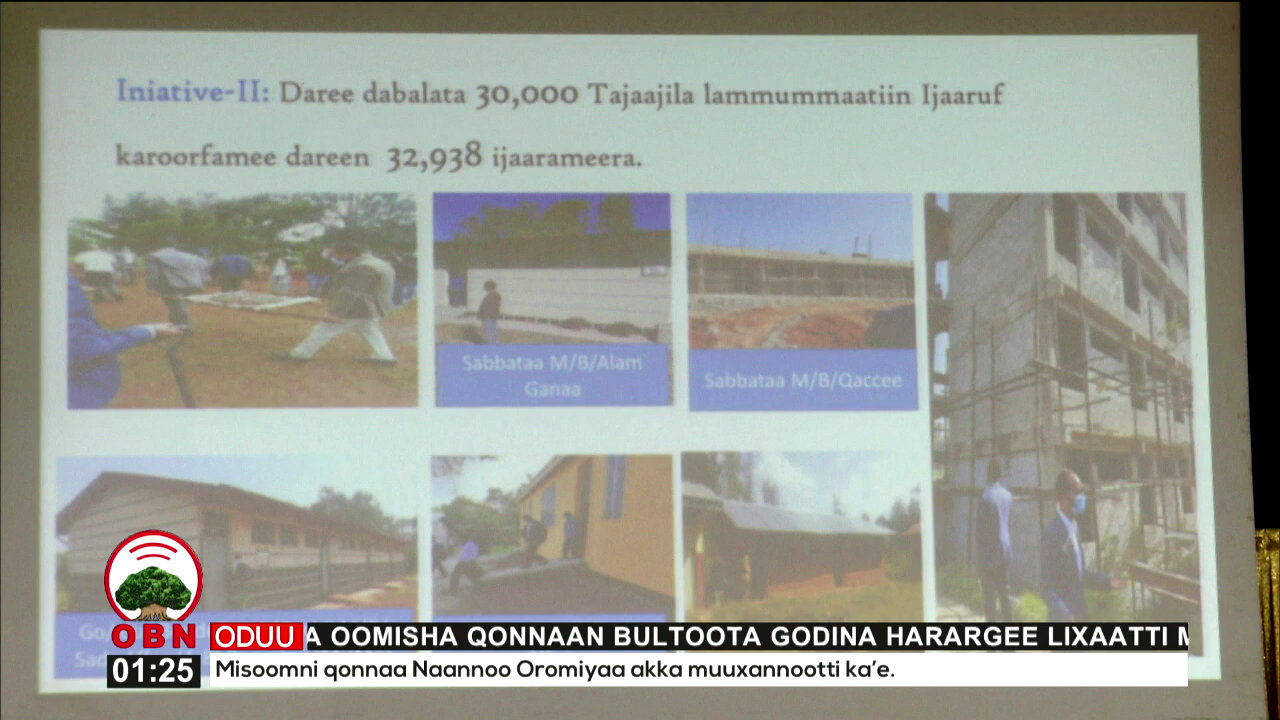 Iniative-II: Daree dabalata 30,000 Tajaajila lammummaatiin Ijaaruf
karoorfamee dareen 32,938 ijaarameera.
Sabbataa M/B/Alam
Ganaa
Sabbataa M/B/Qaccee
OBN
ODUU A OOMISHA QONNAAN BULTOOTA GODINA HARARGEE LIXAATTI M
01:25
Misoomni qonnaa Naannoo Oromiyaa akka muuxannootti ka’e.